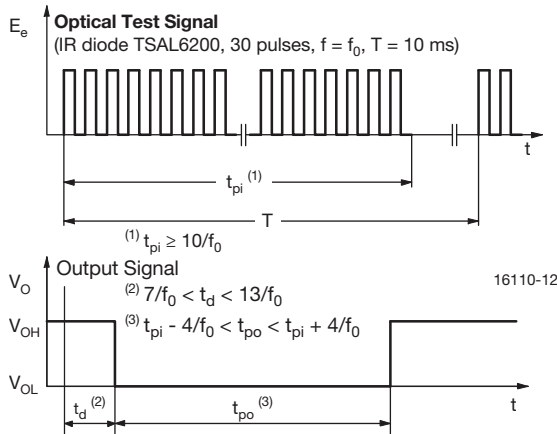 E_e
Optical Test Signal
(IR diode TSAL6200, 30 pulses, f = f_0, T = 10 ms)
t
t_pi (1)
T
(1) t_pi ≥ 10/f_0
V_O
Output Signal
16110-12
(2) 7/f_0 < t_d < 13/f_0
V_OH
(3) t_pi - 4/f_0 < t_po < t_pi + 4/f_0
V_OL
t_d (2)
t_po (3)
t